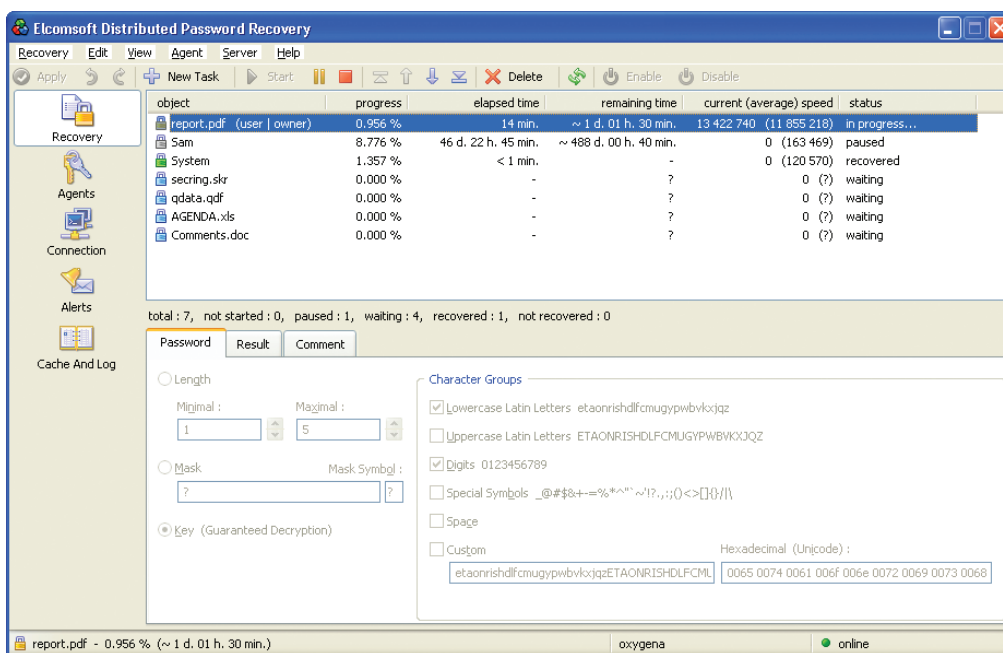 Elcomsoft Distributed Password Recovery
Recovery Edit View Agent Server Help
Apply New Task Start Delete Enable Disable
object progress elapsed time remaining time current (average) speed status
report.pdf (user | owner) 0.956 % 14 min. ~ 1 d. 01 h. 30 min. 13 422 740 (11 855 218) in progress...
Sam 8.776 % 46 d. 22 h. 45 min. ~ 488 d. 00 h. 40 min. 0 (163 469) paused
System 1.357 % < 1 min. - 0 (120 570) recovered
secring.skr 0.000 % - ? 0 (?) waiting
qdata.qdf 0.000 % - ? 0 (?) waiting
AGENDA.xls 0.000 % - ? 0 (?) waiting
Comments.doc 0.000 % - ? 0 (?) waiting
Recovery
Agents
Connection
Alerts
Cache And Log
total : 7, not started : 0, paused : 1, waiting : 4, recovered : 1, not recovered : 0
Password Result Comment
Length
Minimal : Maximal :
1 5
Mask Mask Symbol :
? ?
Key (Guaranteed Decryption)
Character Groups
Lowercase Latin Letters etaonrishdlfcmugypwbvkxjqz
Uppercase Latin Letters ETAONRISHDLFCMUGYPWBVKXJQZ
Digits 0123456789
Special Symbols _@#$&+-=%*^"`~'!?.,:;()<>[]{}/|\
Space
Custom Hexadecimal (Unicode) :
etaonrishdlfcmugypwbvkxjqzETAONRISHDLFCMU 0065 0074 0061 006f 006e 0072 0069 0073 0068
report.pdf - 0.956 % (~ 1 d. 01 h. 30 min.) oxygena online